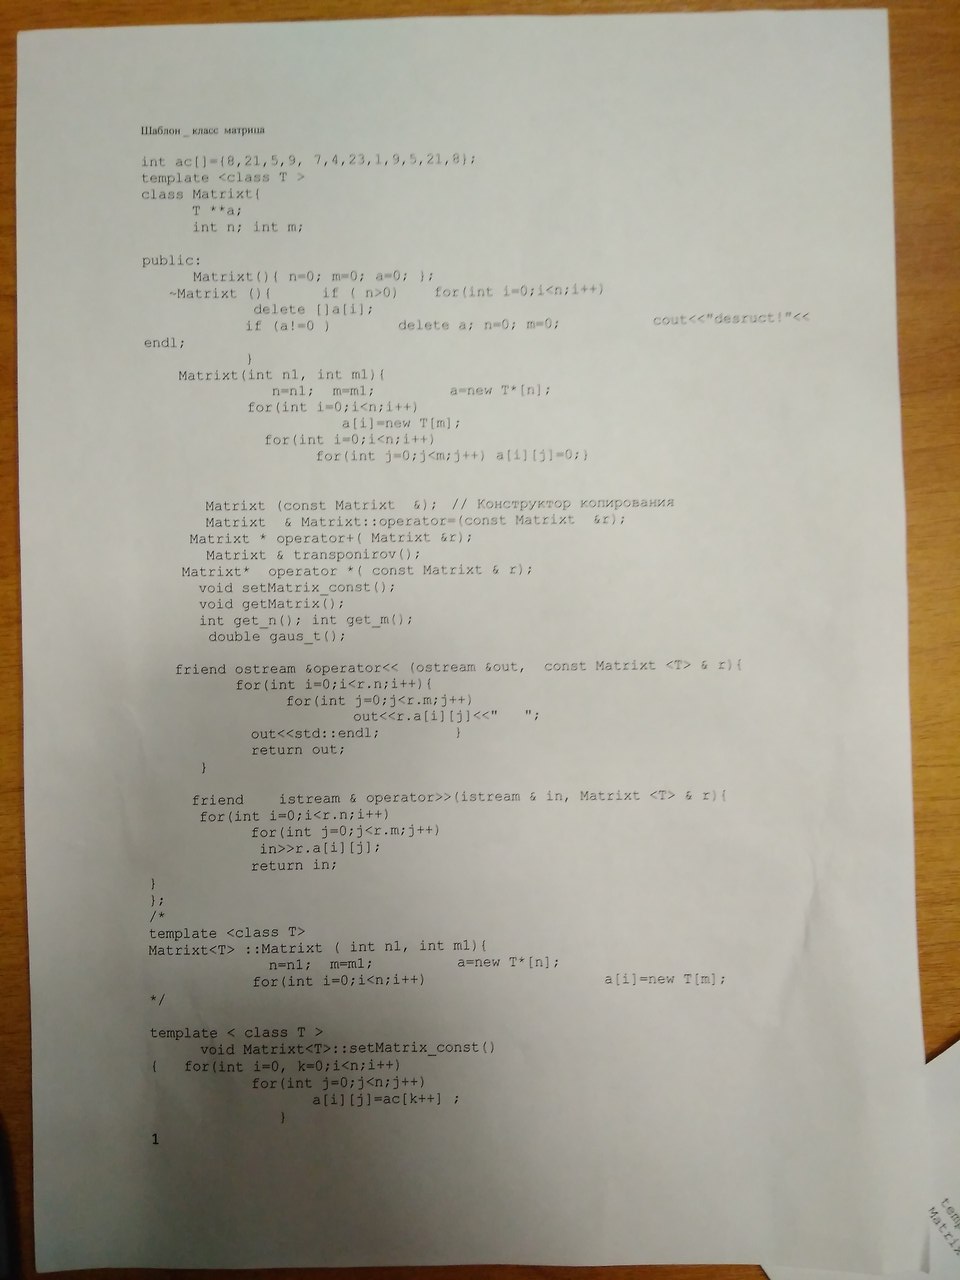 Шаблон _ класс матрица
int ac[]={8,21,5,9, 7,4,23,1,9,5,21,8};
template <class T >
class Matrixt{
T **a;
int n; int m;
public:
Matrixt(){ n=0; m=0; a=0; };
~Matrixt (){ if ( n>0) for(int i=0;i<n;i++)
delete []a[i];
if (a!=0 ) delete a; n=0; m=0; cout<<"desruct!"<<
endl;
}
Matrixt(int n1, int m1){
n=n1; m=m1; a=new T*[n];
for(int i=0;i<n;i++)
a[i]=new T[m];
for(int i=0;i<n;i++)
for(int j=0;j<m;j++) a[i][j]=0;}
Matrixt (const Matrixt &); // Конструктор копирования
Matrixt & Matrixt::operator=(const Matrixt &r);
Matrixt * operator+( Matrixt &r);
Matrixt & transponirov();
Matrixt* operator *( const Matrixt & r);
void setMatrix_const();
void getMatrix();
int get_n(); int get_m();
double gaus_t();
friend ostream &operator<< (ostream &out, const Matrixt <T> & r){
for(int i=0;i<r.n;i++){
for(int j=0;j<r.m;j++)
out<<r.a[i][j]<<" ";
out<<std::endl; }
return out;
}
friend istream & operator>>(istream & in, Matrixt <T> & r){
for(int i=0;i<r.n;i++)
for(int j=0;j<r.m;j++)
in>>r.a[i][j];
return in;
}
};
/*
template <class T>
Matrixt<T> ::Matrixt ( int n1, int m1){
n=n1; m=m1; a=new T*[n];
for(int i=0;i<n;i++) a[i]=new T[m];
*/
template < class T >
void Matrixt<T>::setMatrix_const()
{ for(int i=0, k=0;i<n;i++)
for(int j=0;j<n;j++)
a[i][j]=ac[k++] ;
}
1